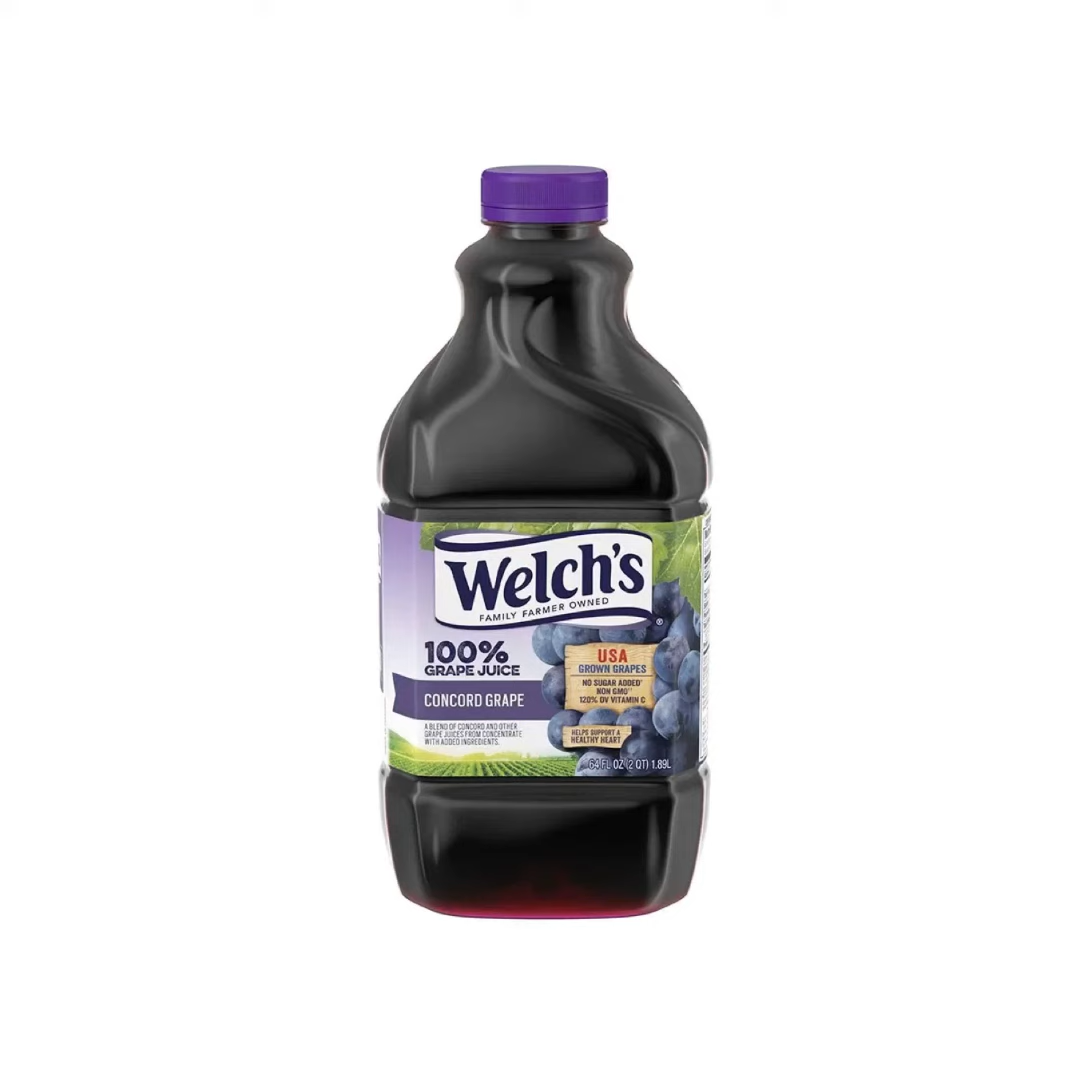 Welch's
FAMILY FARMER OWNED
®
100%
GRAPE JUICE
CONCORD GRAPE
A BLEND OF CONCORD AND OTHER
GRAPE JUICES FROM CONCENTRATE
WITH ADDED INGREDIENTS.
USA
GROWN GRAPES
NO SUGAR ADDED*
NON GMO**
120% DV VITAMIN C
HELPS SUPPORT A
HEALTHY HEART
64 FL OZ (2 QT) 1.89L